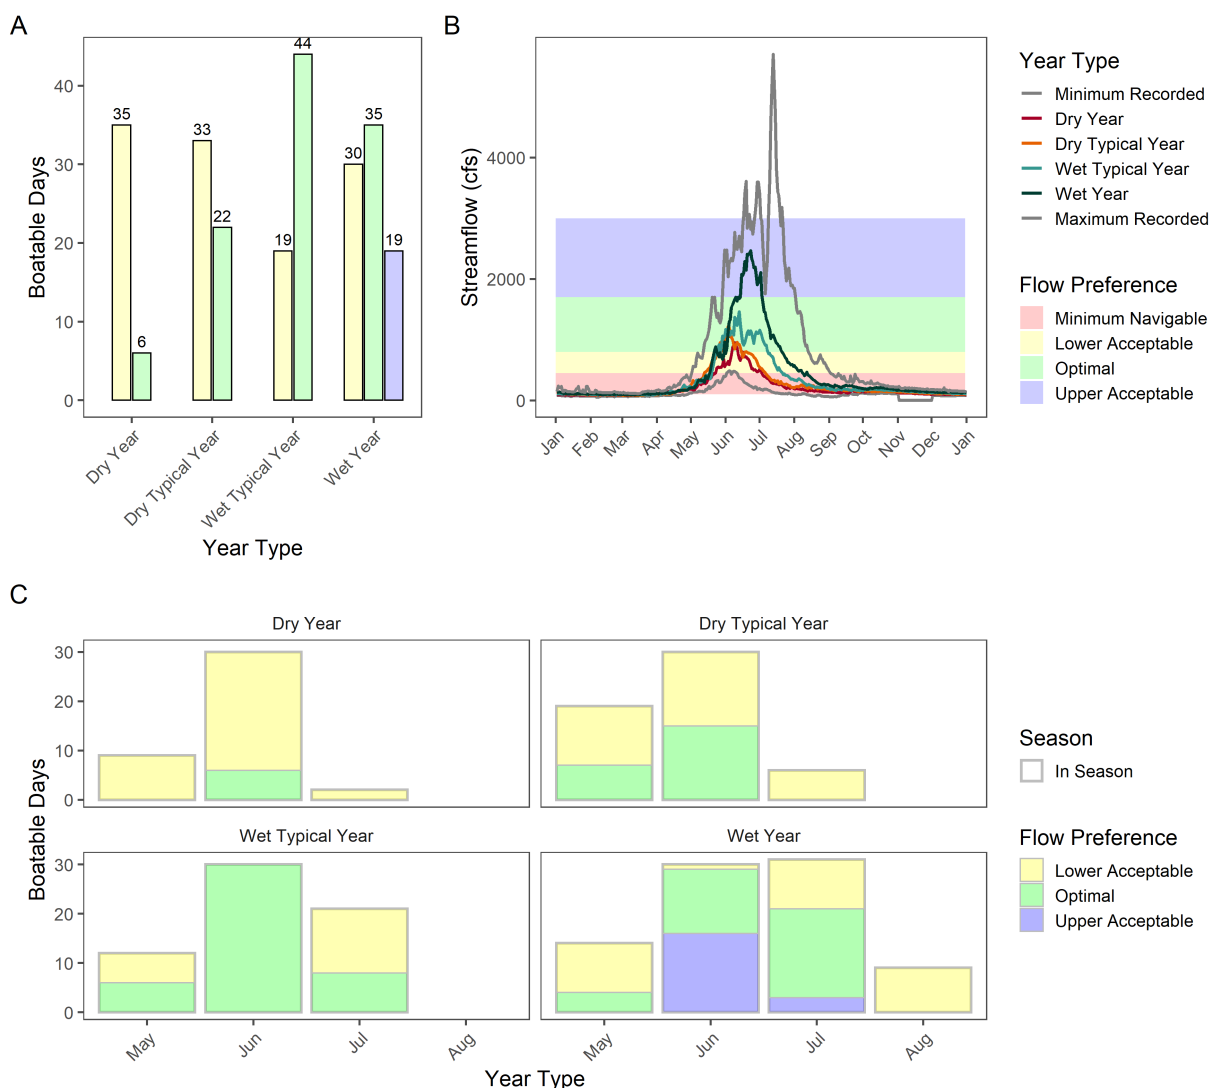 A
B
44
40
35
35
33
30
30
22
20
19
19
10
6
0
Boatable Days
Dry Year
Dry Typical Year
Wet Typical Year
Wet Year
Year Type
4000
2000
0
Streamflow (cfs)
Jan
Feb
Mar
Apr
May
Jun
Jul
Aug
Sep
Oct
Nov
Dec
Jan
Year Type
Minimum Recorded
Dry Year
Dry Typical Year
Wet Typical Year
Wet Year
Maximum Recorded
Flow Preference
Minimum Navigable
Lower Acceptable
Optimal
Upper Acceptable
C
Dry Year
Dry Typical Year
30
20
10
0
Wet Typical Year
Wet Year
30
20
10
0
Boatable Days
May
Jun
Jul
Aug
May
Jun
Jul
Aug
Year Type
Season
In Season
Flow Preference
Lower Acceptable
Optimal
Upper Acceptable